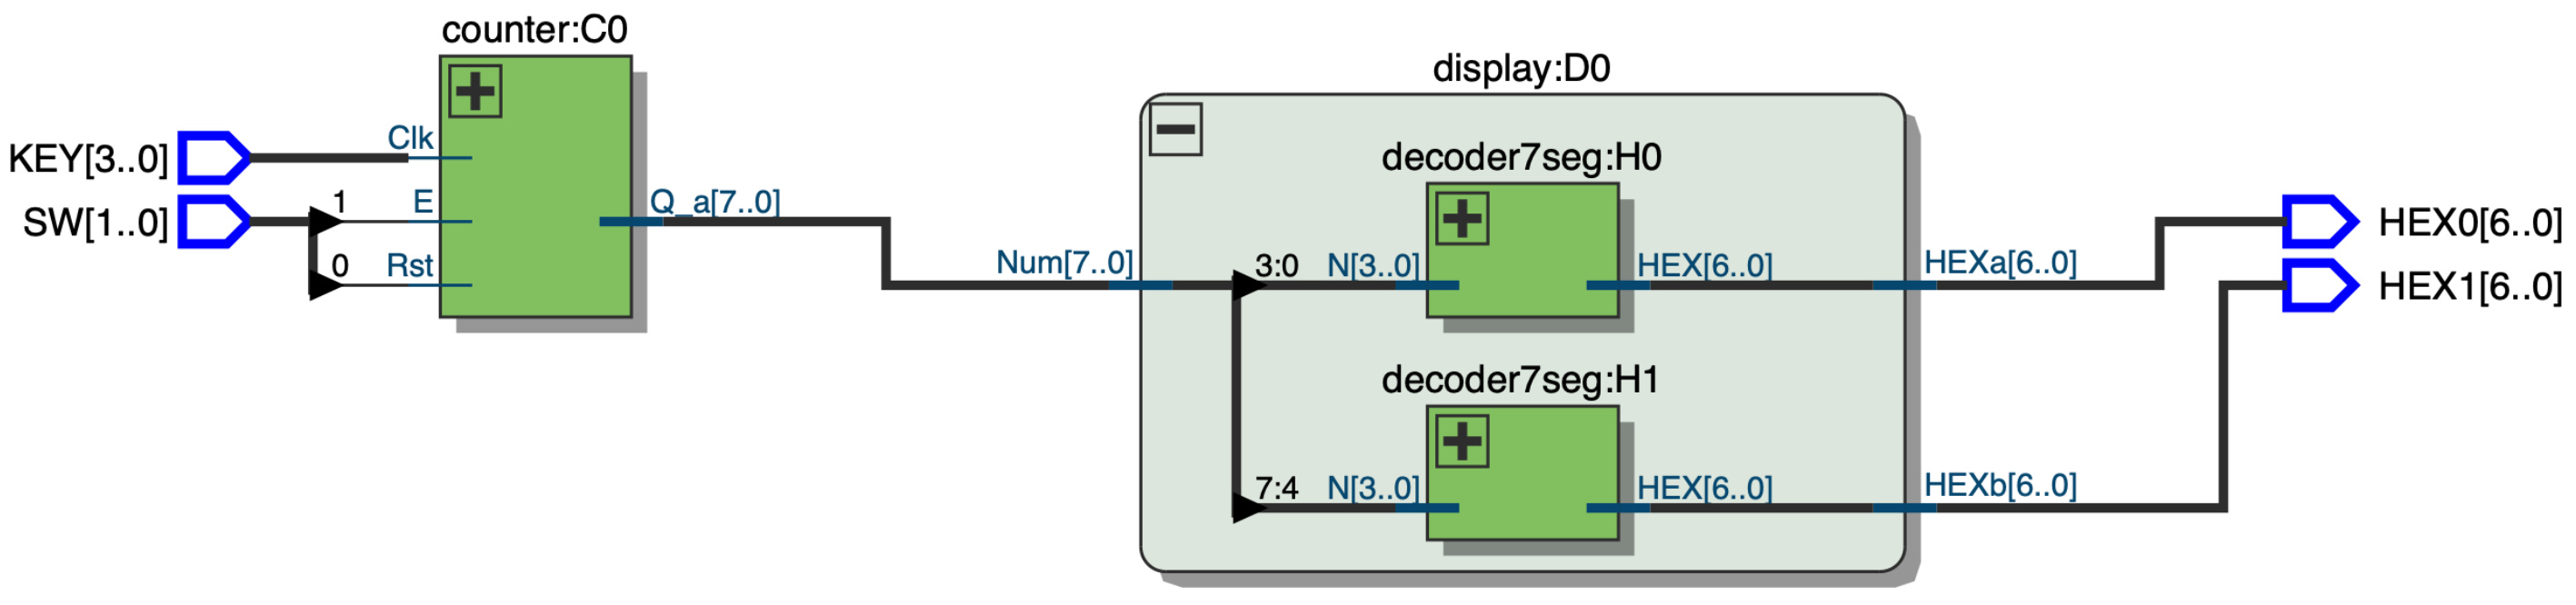 counter:C0
KEY[3..0]
Clk
SW[1..0]
1
E
0
Rst
Q_a[7..0]
display:D0
Num[7..0]
decoder7seg:H0
3:0
N[3..0]
HEX[6..0]
HEXa[6..0]
decoder7seg:H1
7:4
N[3..0]
HEX[6..0]
HEXb[6..0]
HEX0[6..0]
HEX1[6..0]